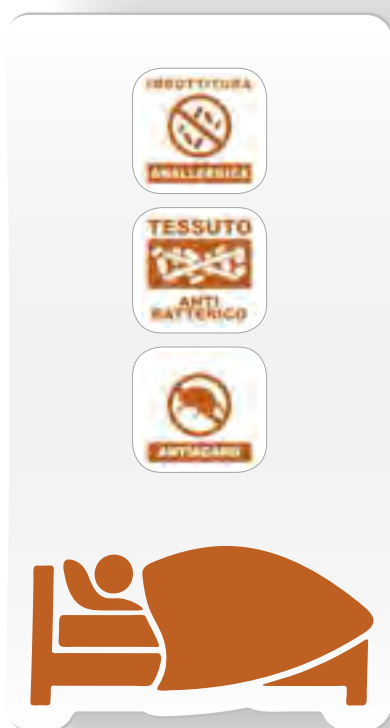 IMBOTTITURA
ANALLERGICA
TESSUTO
ANTI
BATTERICO
ANTIACARO